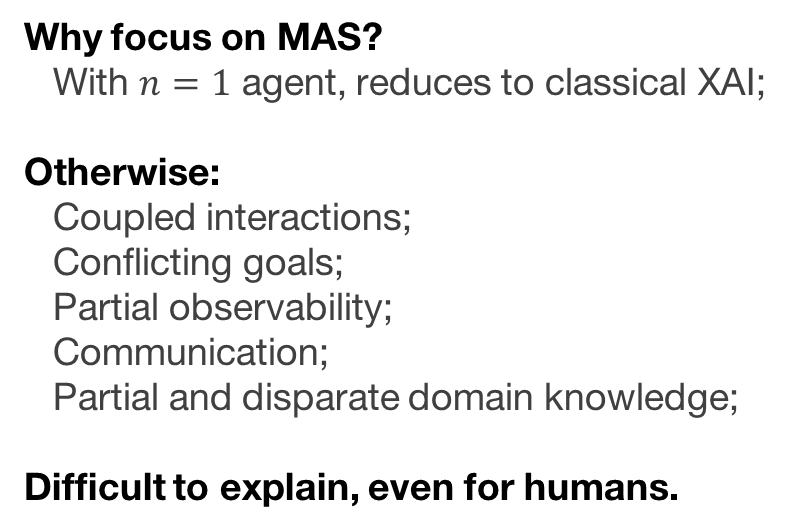 Why focus on MAS?
With n = 1 agent, reduces to classical XAI;
Otherwise:
Coupled interactions;
Conflicting goals;
Partial observability;
Communication;
Partial and disparate domain knowledge;
Difficult to explain, even for humans.